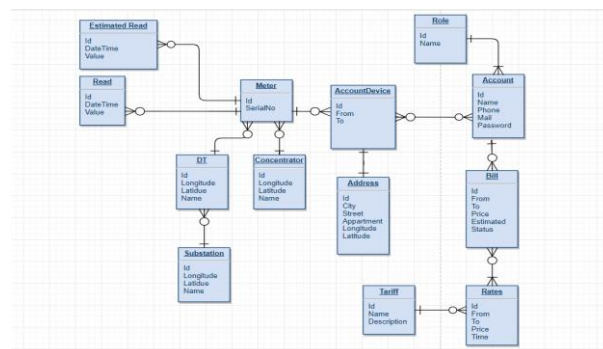 Estimated Read
Id
DateTime
Value
Read
Id
DateTime
Value
Meter
Id
SerialNo
DT
Id
Longitude
Latidue
Name
Concentrator
Id
Longitude
Latitude
Name
Substation
Id
Longitude
Latidue
Name
AccountDevice
Id
From
To
Address
Id
City
Street
Appartment
Longitude
Latitude
Role
Id
Name
Account
Id
Name
Phone
Mail
Password
Bill
Id
From
To
Price
Estimated
Status
Tariff
Id
Name
Description
Rates
Id
From
To
Price
Time